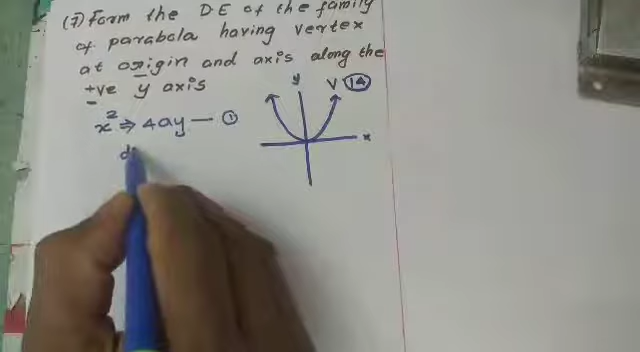 (7) Form the DE of the family
of parabola having vertex
at origin and axis along the
+ve y axis
y V 14
x² ⇒ 4ay — ①
x
d